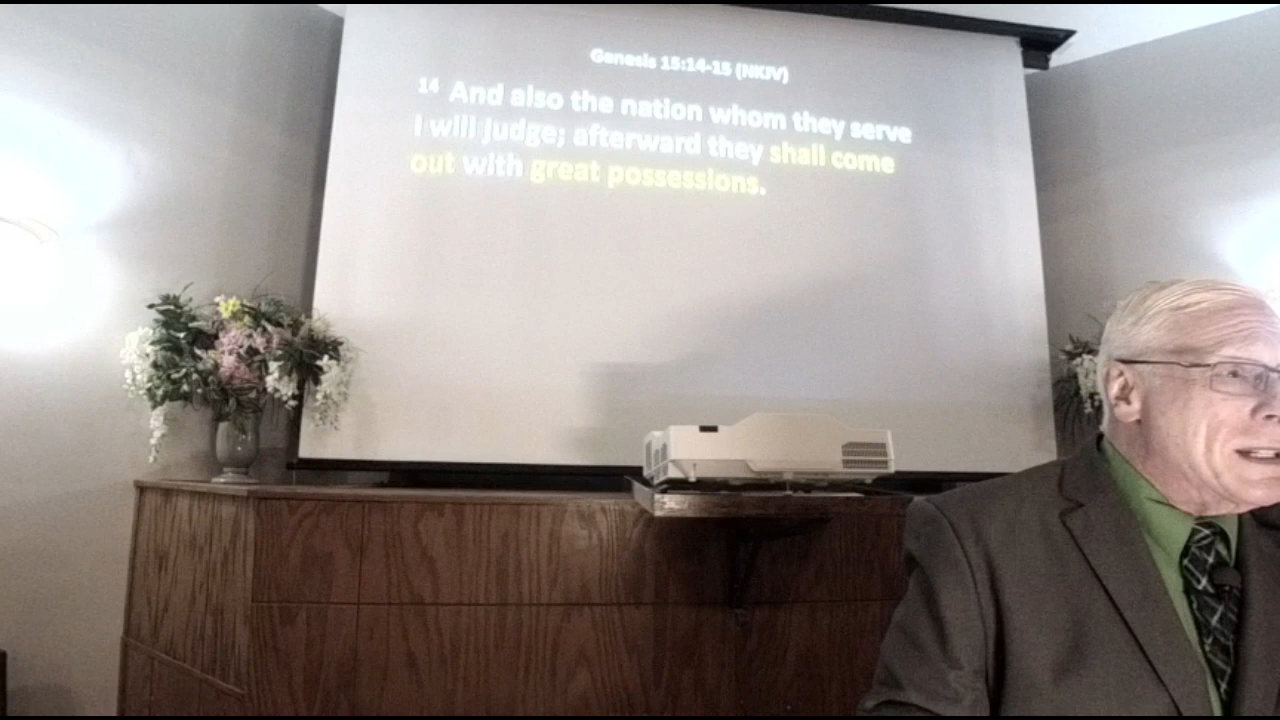 Genesis 15:14-15 (NKJV)
14 And also the nation whom they serve
I will judge; afterward they shall come
out with great possessions.